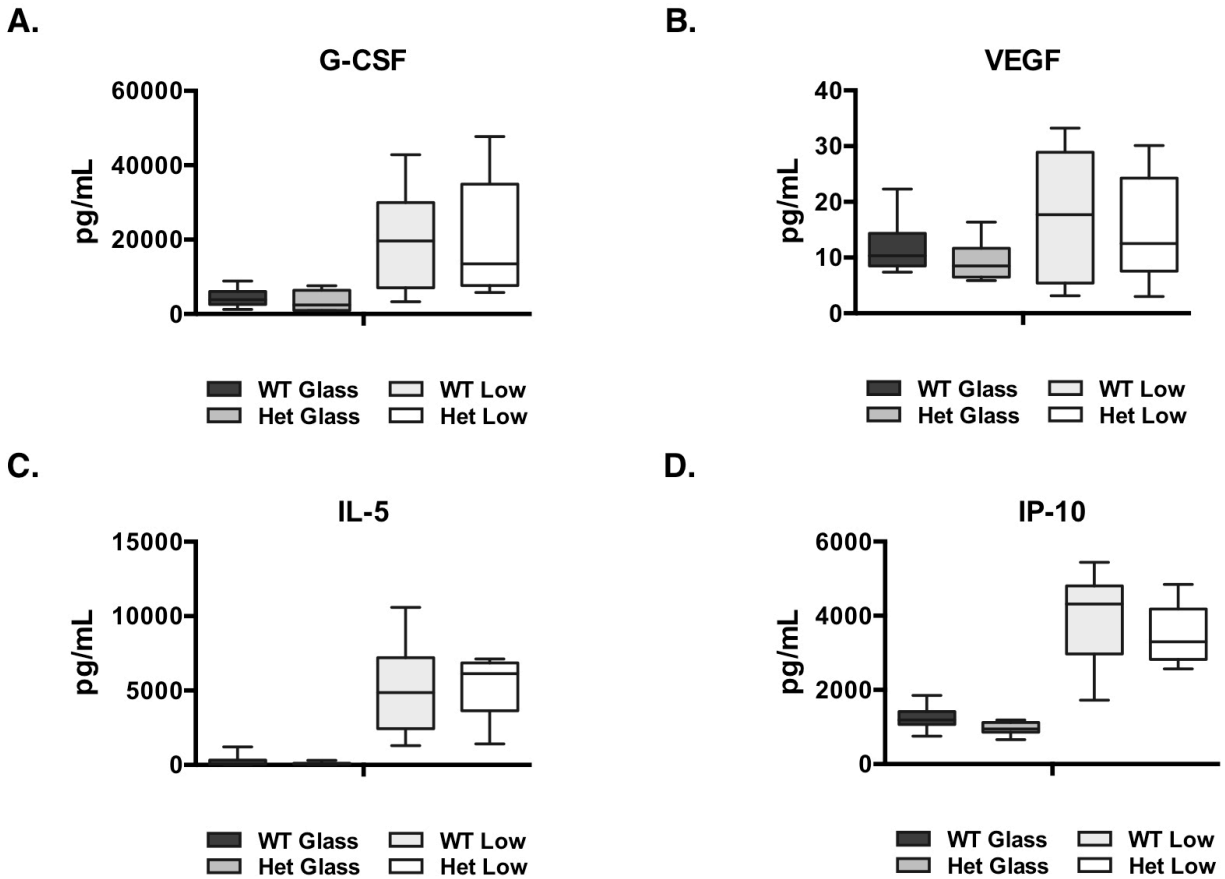 A.
G-CSF
60000
40000
20000
0
pg/mL
WT Glass WT Low
Het Glass Het Low
B.
VEGF
40
30
20
10
0
pg/mL
WT Glass WT Low
Het Glass Het Low
C.
IL-5
15000
10000
5000
0
pg/mL
WT Glass WT Low
Het Glass Het Low
D.
IP-10
6000
4000
2000
0
pg/mL
WT Glass WT Low
Het Glass Het Low